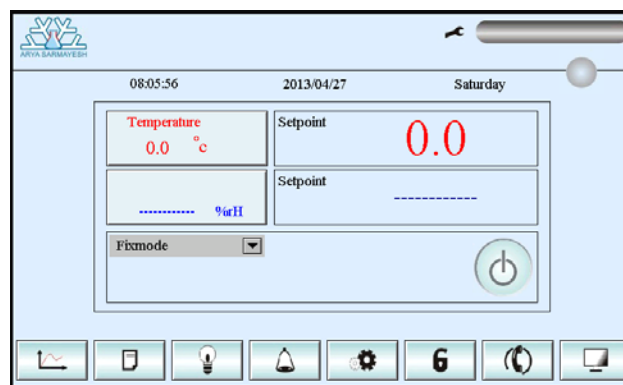 ARYA SARMAYESH
08:05:56 2013/04/27 Saturday
Temperature
0.0 °c
Setpoint
0.0
------------ %rH
Setpoint
------------
Fixmode
6